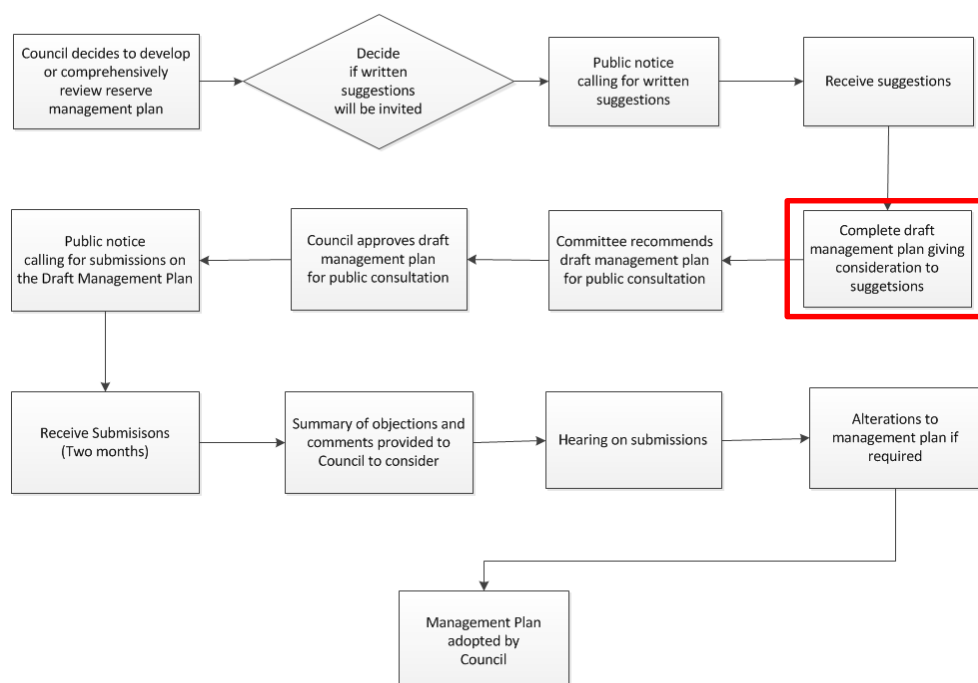 Council decides to develop
or comprehensively
review reserve
management plan
Decide
if written
suggestions
will be invited
Public notice
calling for written
suggestions
Receive suggestions
Complete draft
management plan giving
consideration to
suggetsions
Committee recommends
draft management plan
for public consultation
Council approves draft
management plan
for public consultation
Public notice
calling for submissions on
the Draft Management Plan
Receive Submisisons
(Two months)
Summary of objections and
comments provided to
Council to consider
Hearing on submissions
Alterations to
management plan if
required
Management Plan
adopted by
Council